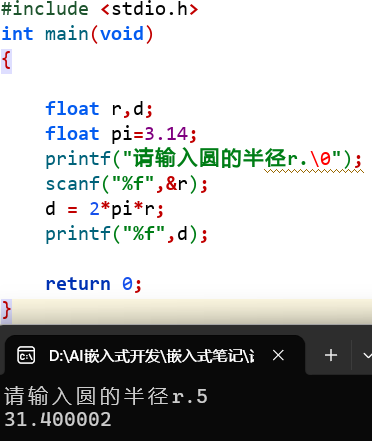 #include <stdio.h>
int main(void)
{
float r,d;
float pi=3.14;
printf("请输入圆的半径r.\0");
scanf("%f",&r);
d = 2*pi*r;
printf("%f",d);
return 0;
}
D:\AI嵌入式开发\嵌入式笔记\
请输入圆的半径r.5
31.400002